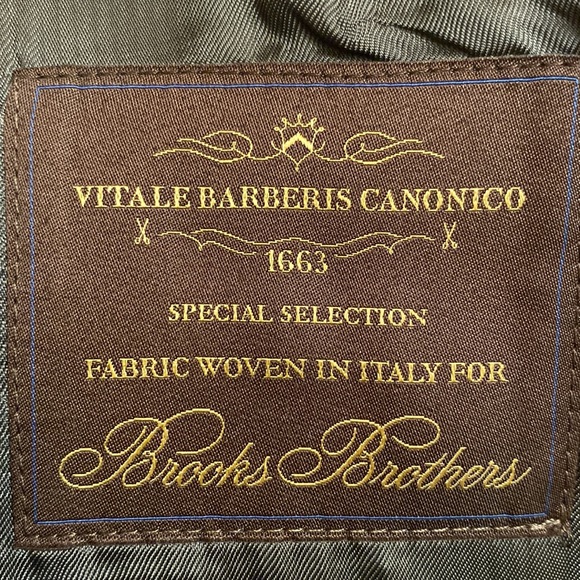 VITALE BARBERIS CANONICO
1663
SPECIAL SELECTION
FABRIC WOVEN IN ITALY FOR
Brooks Brothers